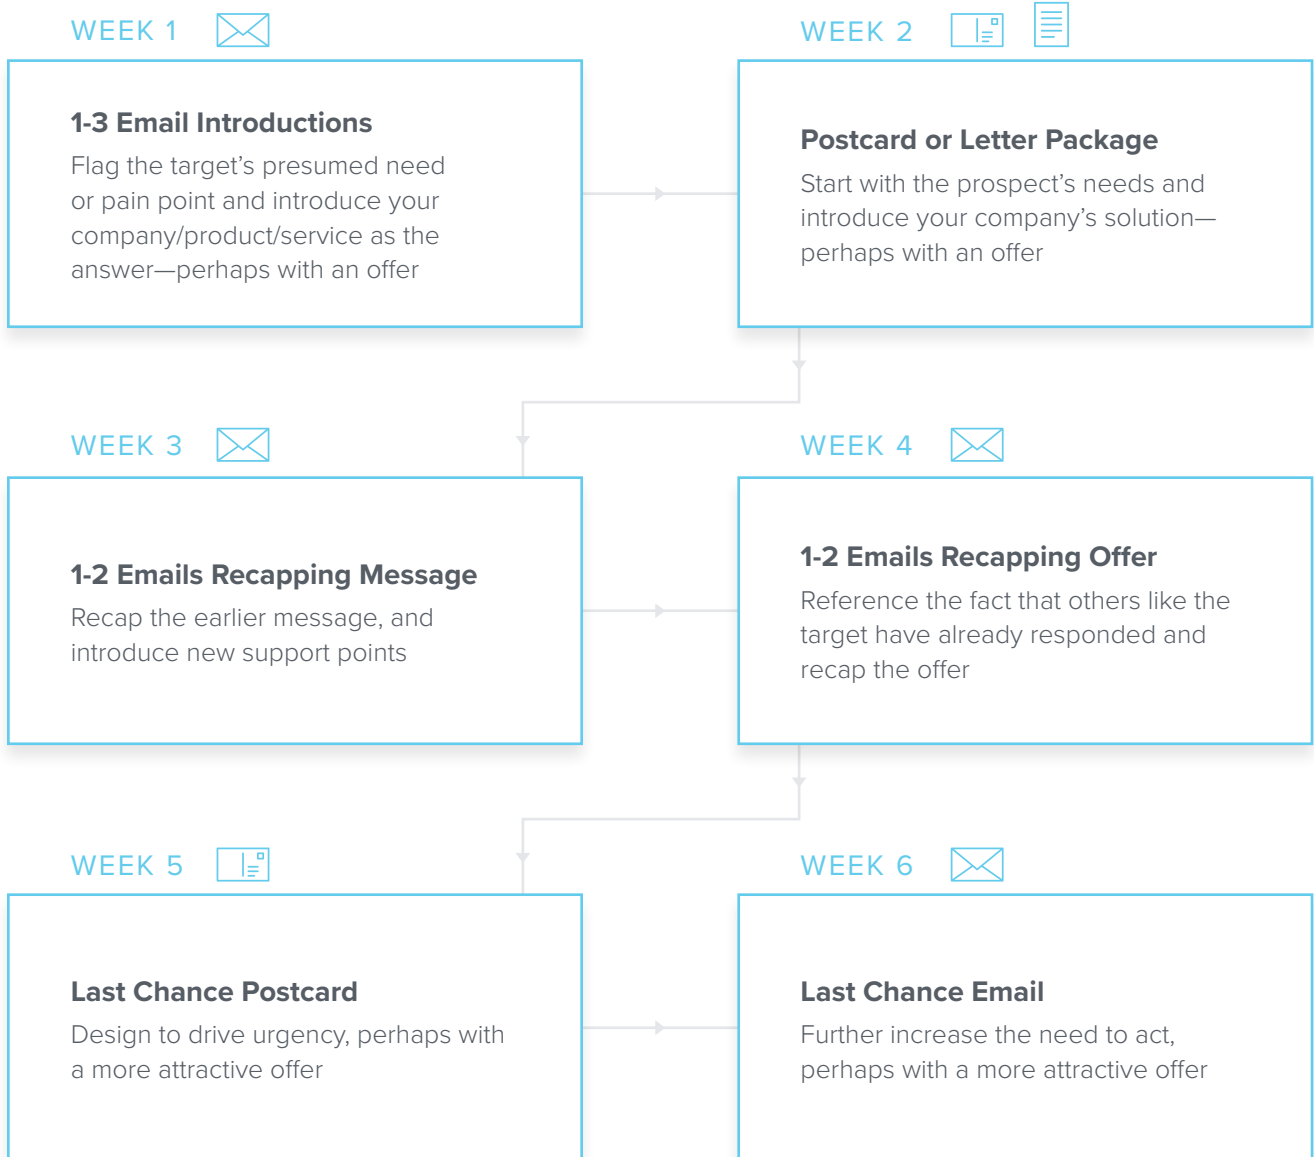 WEEK 1
1-3 Email Introductions
Flag the target’s presumed need
or pain point and introduce your
company/product/service as the
answer—perhaps with an offer
WEEK 2
Postcard or Letter Package
Start with the prospect’s needs and
introduce your company’s solution—
perhaps with an offer
WEEK 3
1-2 Emails Recapping Message
Recap the earlier message, and
introduce new support points
WEEK 4
1-2 Emails Recapping Offer
Reference the fact that others like the
target have already responded and
recap the offer
WEEK 5
Last Chance Postcard
Design to drive urgency, perhaps with
a more attractive offer
WEEK 6
Last Chance Email
Further increase the need to act,
perhaps with a more attractive offer